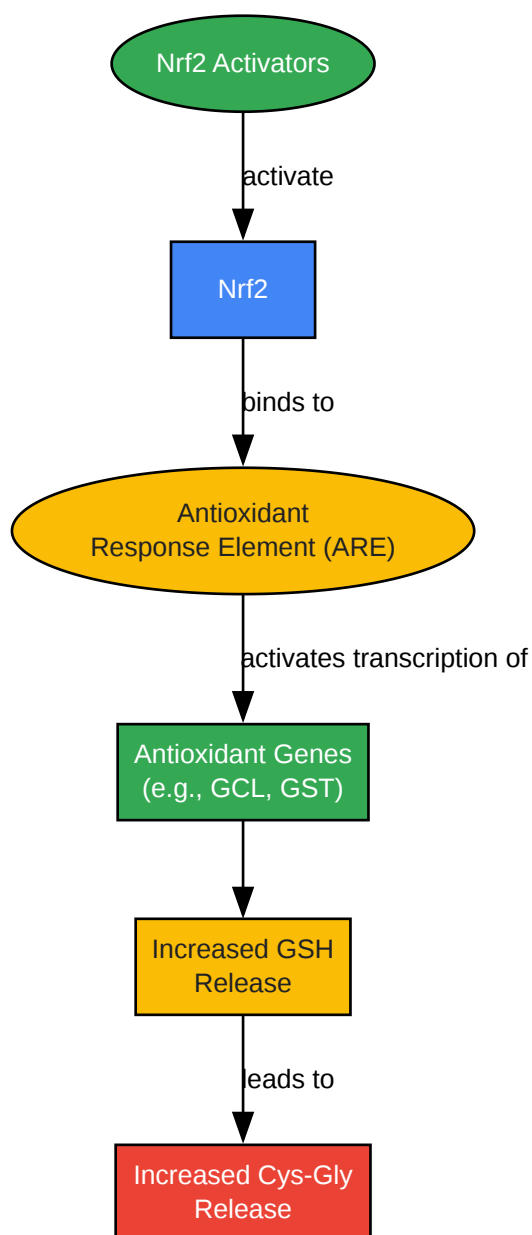 Nrf2 Activators
activate
Nrf2
binds to
Antioxidant
Response Element (ARE)
activates transcription of
Antioxidant Genes
(e.g., GCL, GST)
Increased GSH
Release
leads to
Increased Cys-Gly
Release